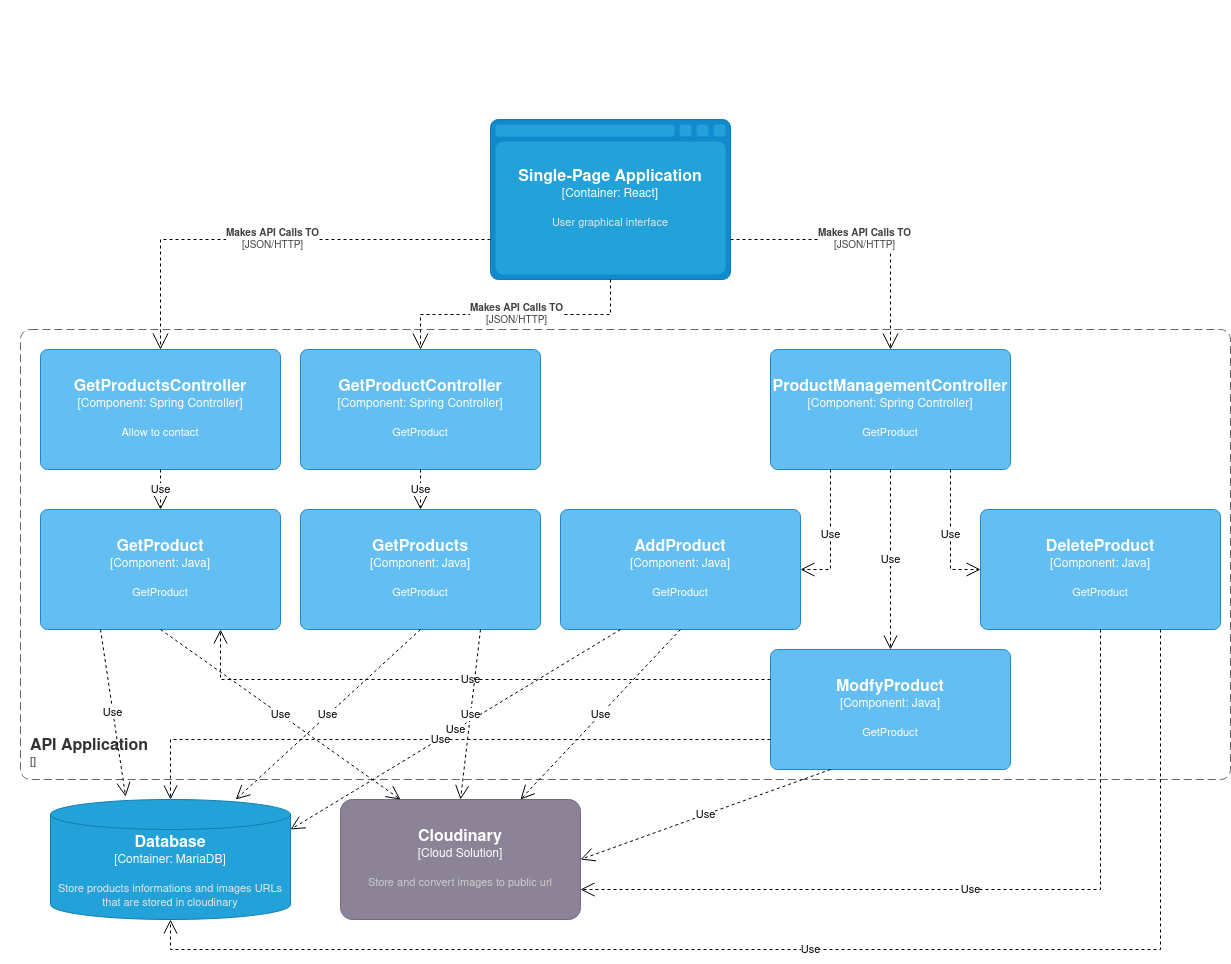 Single-Page Application
[Container: React]
User graphical interface
Makes API Calls TO
[JSON/HTTP]
Makes API Calls TO
[JSON/HTTP]
Makes API Calls TO
[JSON/HTTP]
GetProductsController
[Component: Spring Controller]
Allow to contact
GetProductController
[Component: Spring Controller]
GetProduct
ProductManagementController
[Component: Spring Controller]
GetProduct
Use
Use
Use
Use
Use
GetProduct
[Component: Java]
GetProduct
GetProducts
[Component: Java]
GetProduct
AddProduct
[Component: Java]
GetProduct
DeleteProduct
[Component: Java]
GetProduct
ModfyProduct
[Component: Java]
GetProduct
Use
Use
Use
Use
Use
Use
Use
Use
API Application
[]
Database
[Container: MariaDB]
Store products informations and images URLs
that are stored in cloudinary
Cloudinary
[Cloud Solution]
Store and convert images to public url
Use
Use
Use